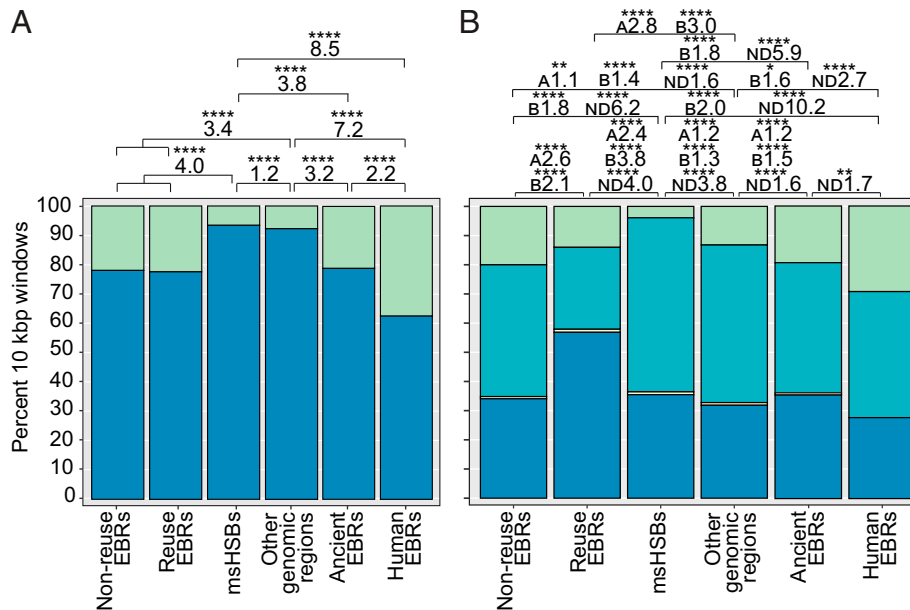 A
****
8.5
****
3.8
****
3.4
****
7.2
****
4.0
****
1.2
****
3.2
****
2.2
Percent 10 kbp windows
100
90
80
70
60
50
40
30
20
10
0
Non-reuse EBRs
Reuse EBRs
msHSBs
Other genomic regions
Ancient EBRs
Human EBRs
B
**** ****
A2.8 B3.0
**** ****
B1.8 ND5.9
** **** **** * ****
A1.1 B1.4 ND1.6 B1.6 ND2.7
**** **** **** ****
B1.8 ND6.2 B2.0 ND10.2
**** **** ****
A2.4 A1.2 A1.2
**** **** **** ****
A2.6 B3.8 B1.3 B1.5
**** **** **** **** **
B2.1 ND4.0 ND3.8 ND1.6 ND1.7
Non-reuse EBRs
Reuse EBRs
msHSBs
Other genomic regions
Ancient EBRs
Human EBRs